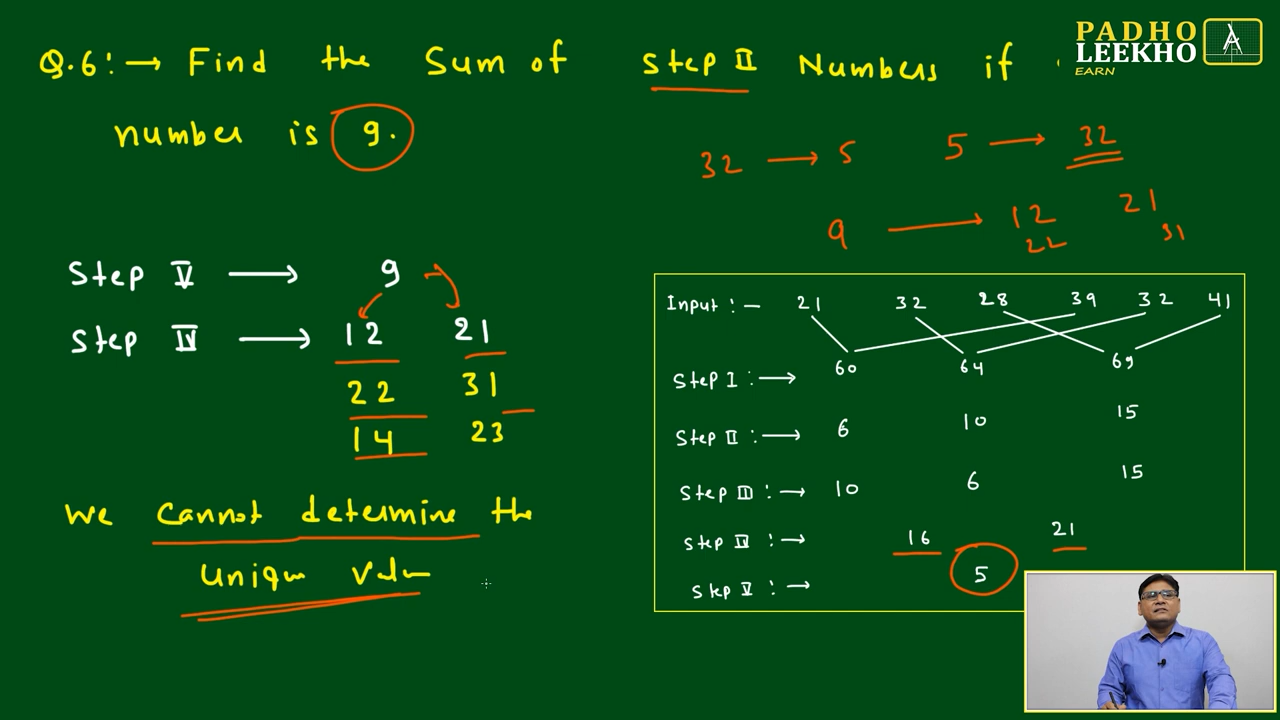 Q.6:→ Find the Sum of Step II Numbers if
number is 9.
PADHO
LEEKHO
EARN
32 → 5 5 → 32
9 → 12 21
22 31
Step V → 9
Step IV → 12 21
22 31
14 23
We cannot determine the
unique
Input :- 21 32 28 39 32 41
Step I :→ 60 64 69
Step II :→ 6 10 15
Step III :→ 10 6 15
Step IV :→ 16 21
Step V :→ 5